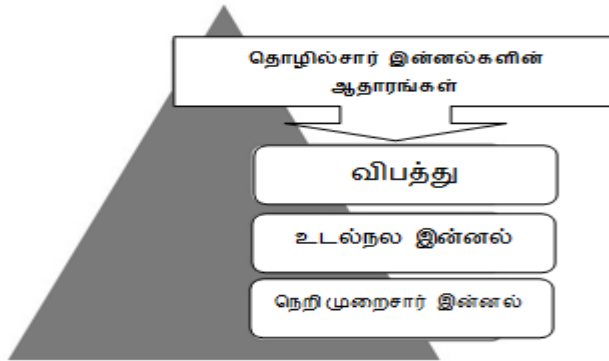 தொழில்சார் இன்னல்களின்
ஆதாரங்கள்
விபத்து
உடல்நல இன்னல்
நெறிமுறைசார் இன்னல்